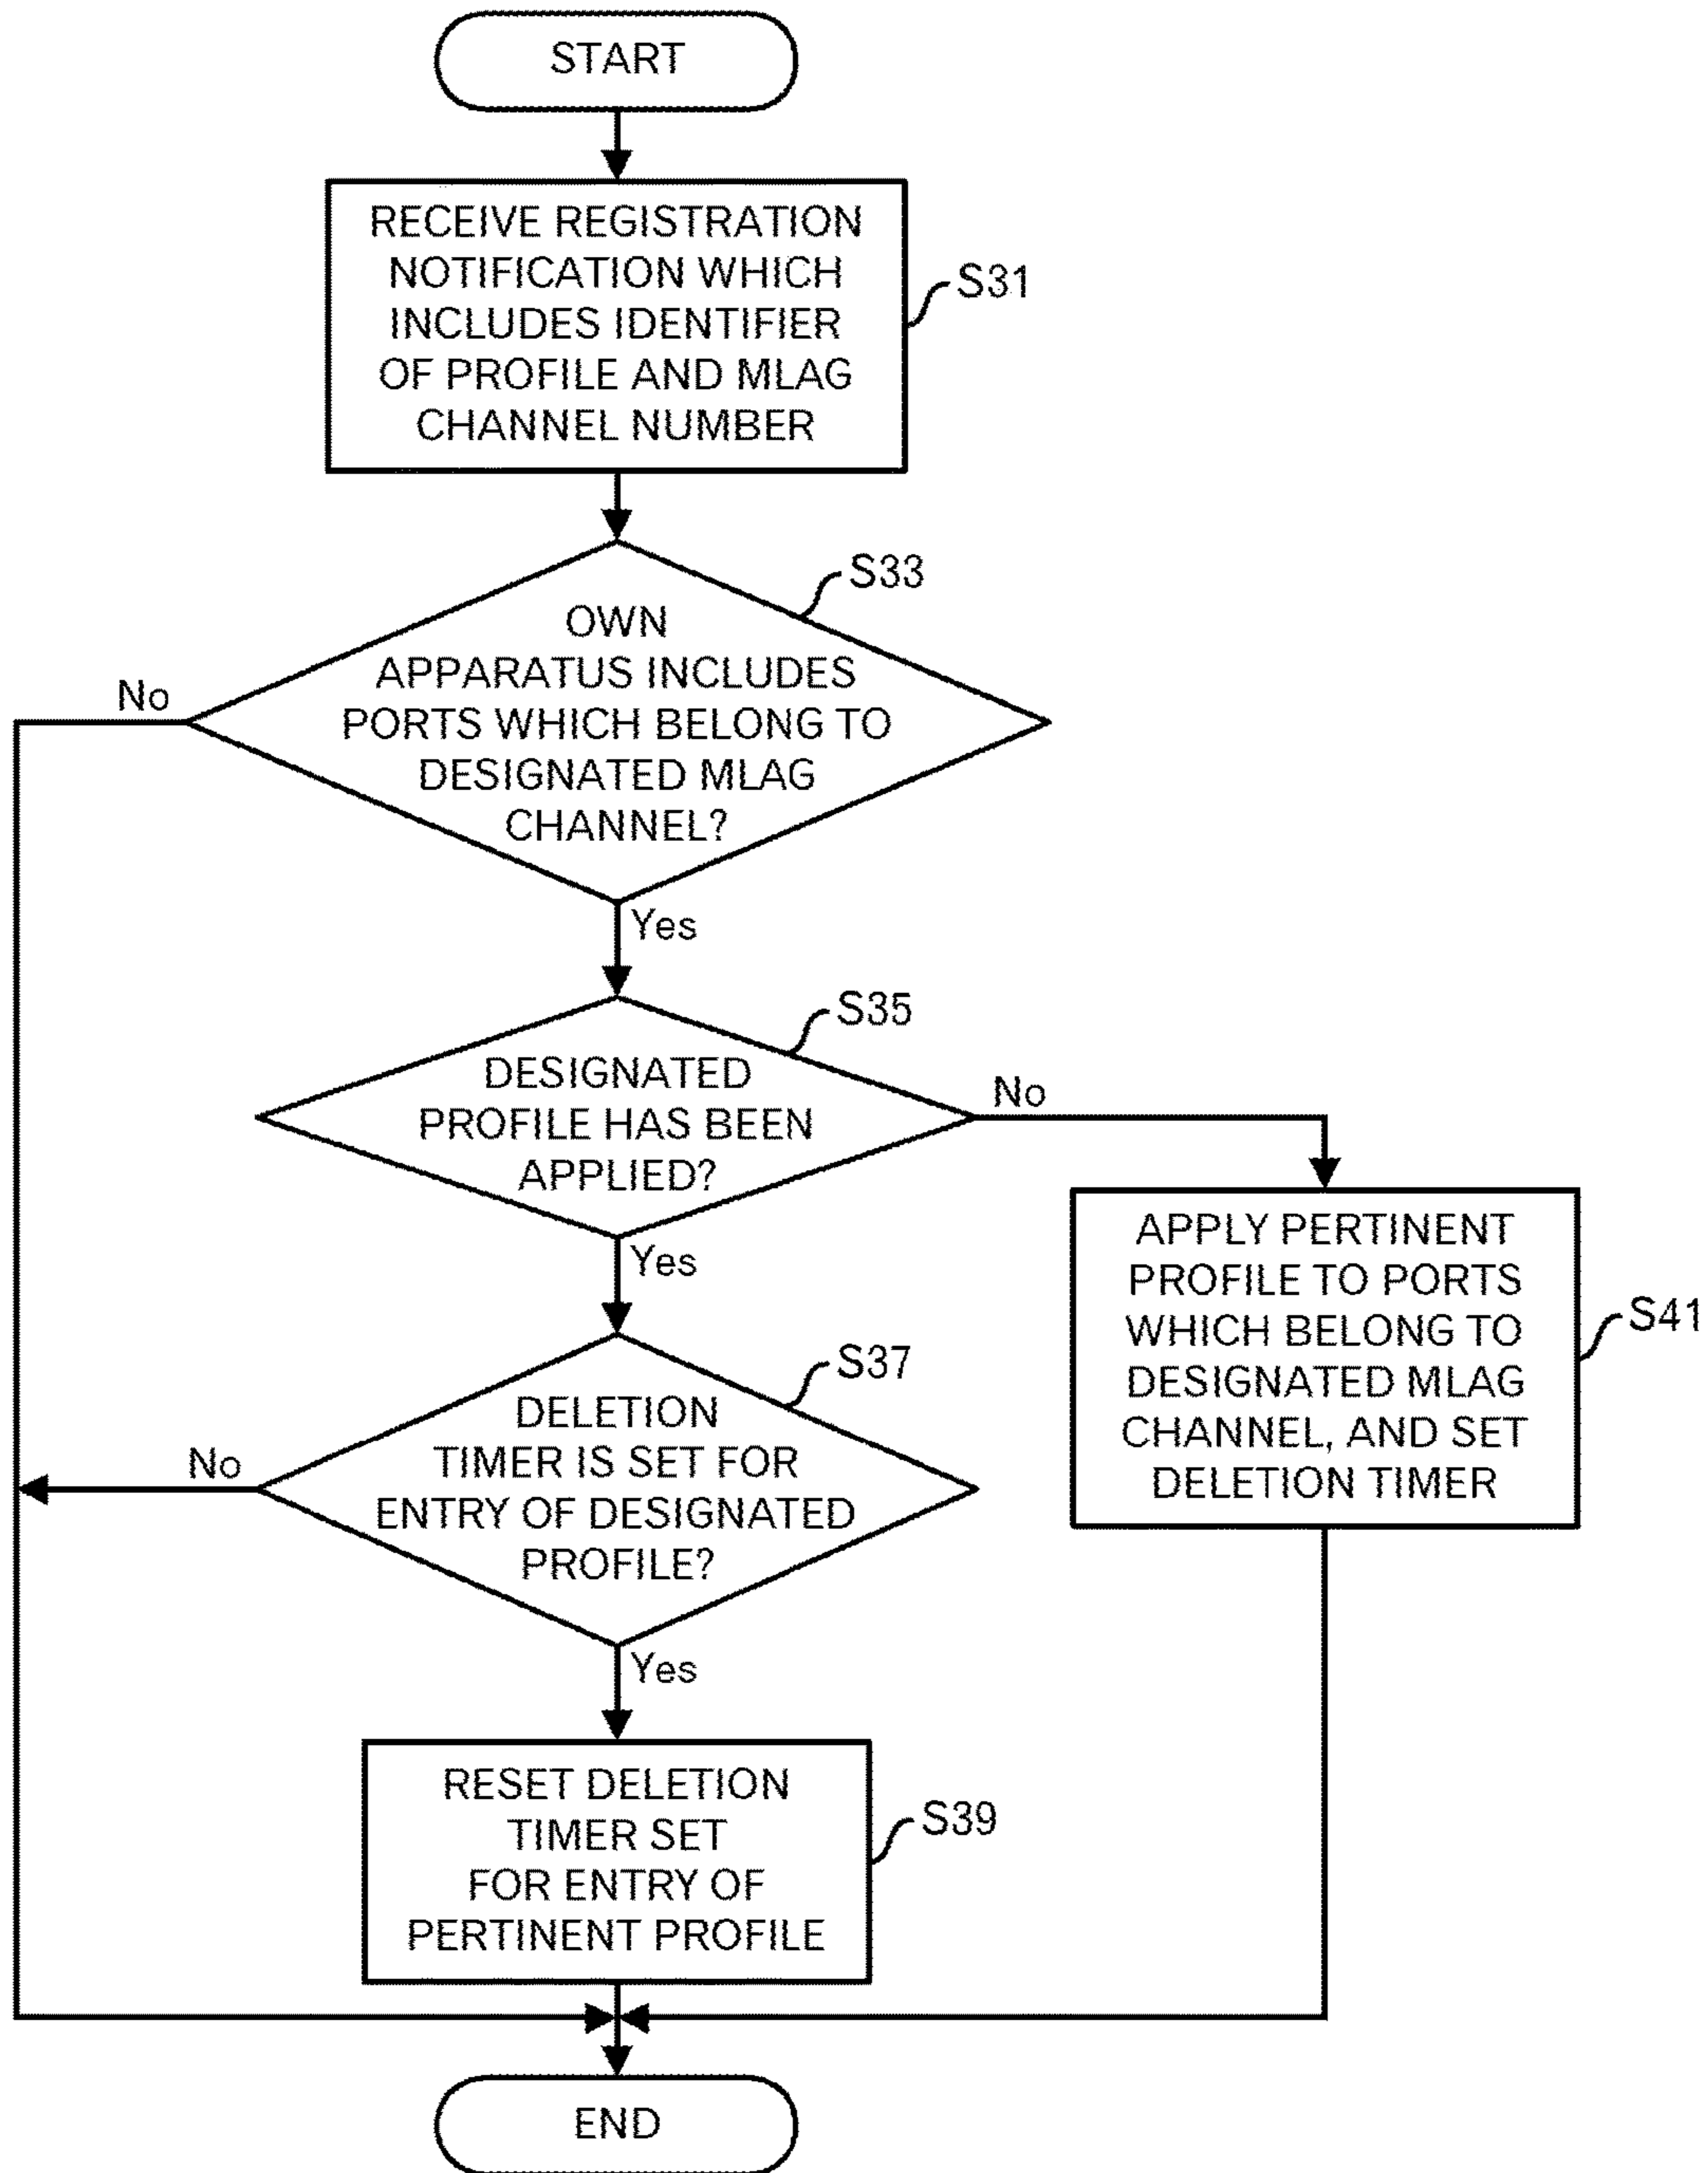 START
RECEIVE REGISTRATION
NOTIFICATION WHICH
INCLUDES IDENTIFIER
OF PROFILE AND MLAG
CHANNEL NUMBER
S31
S33
OWN
APPARATUS INCLUDES
PORTS WHICH BELONG TO
DESIGNATED MLAG
CHANNEL?
No
Yes
S35
DESIGNATED
PROFILE HAS BEEN
APPLIED?
No
Yes
APPLY PERTINENT
PROFILE TO PORTS
WHICH BELONG TO
DESIGNATED MLAG
CHANNEL, AND SET
DELETION TIMER
S41
S37
DELETION
TIMER IS SET FOR
ENTRY OF DESIGNATED
PROFILE?
No
Yes
RESET DELETION
TIMER SET
FOR ENTRY OF
PERTINENT PROFILE
S39
END